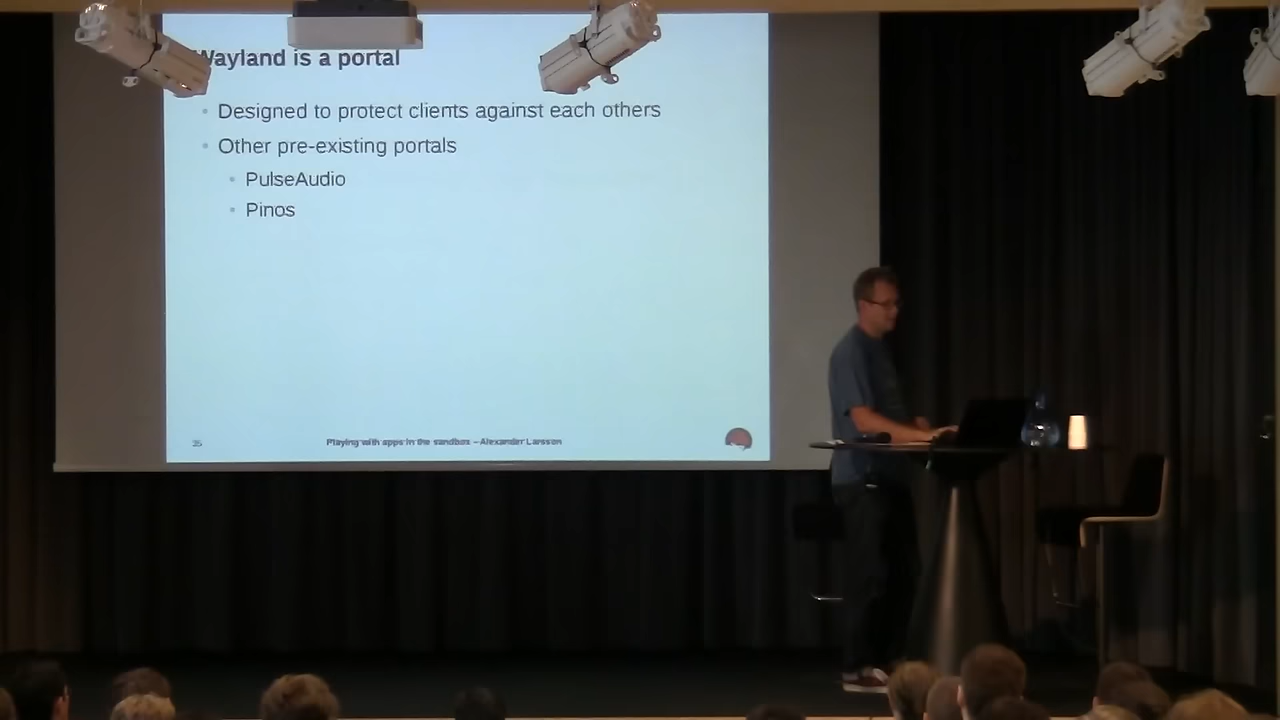 Wayland is a portal
Designed to protect clients against each others
Other pre-existing portals
PulseAudio
Pinos
Playing with apps in the sandbox – Alexander Larsson